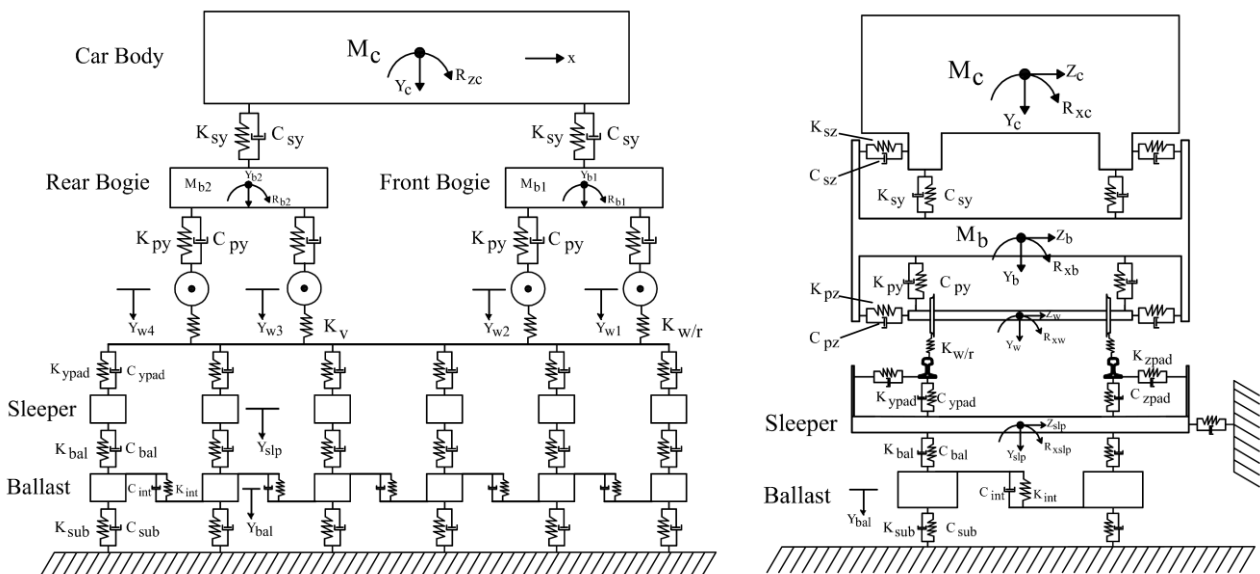 Car Body
M_c
x
Y_c
R_zc
K_sy
C_sy
K_sy
C_sy
Rear Bogie
M_b2
Y_b2
R_b2
Front Bogie
M_b1
Y_b1
R_b1
K_py
C_py
K_py
C_py
Y_w4
Y_w3
K_v
Y_w2
Y_w1
K_w/r
K_ypad
C_ypad
Sleeper
Y_slp
K_bal
C_bal
Ballast
C_int
K_int
Y_bal
K_sub
C_sub
M_c
Z_c
Y_c
R_xc
K_sz
C_sz
K_sy
C_sy
M_b
Z_b
Y_b
R_xb
K_py
C_py
K_pz
C_pz
Z_w
Y_w
R_xw
K_w/r
K_zpad
K_ypad
C_ypad
C_zpad
Sleeper
Z_slp
Y_slp
R_xslp
K_bal
C_bal
Ballast
C_int
K_int
Y_bal
K_sub
C_sub